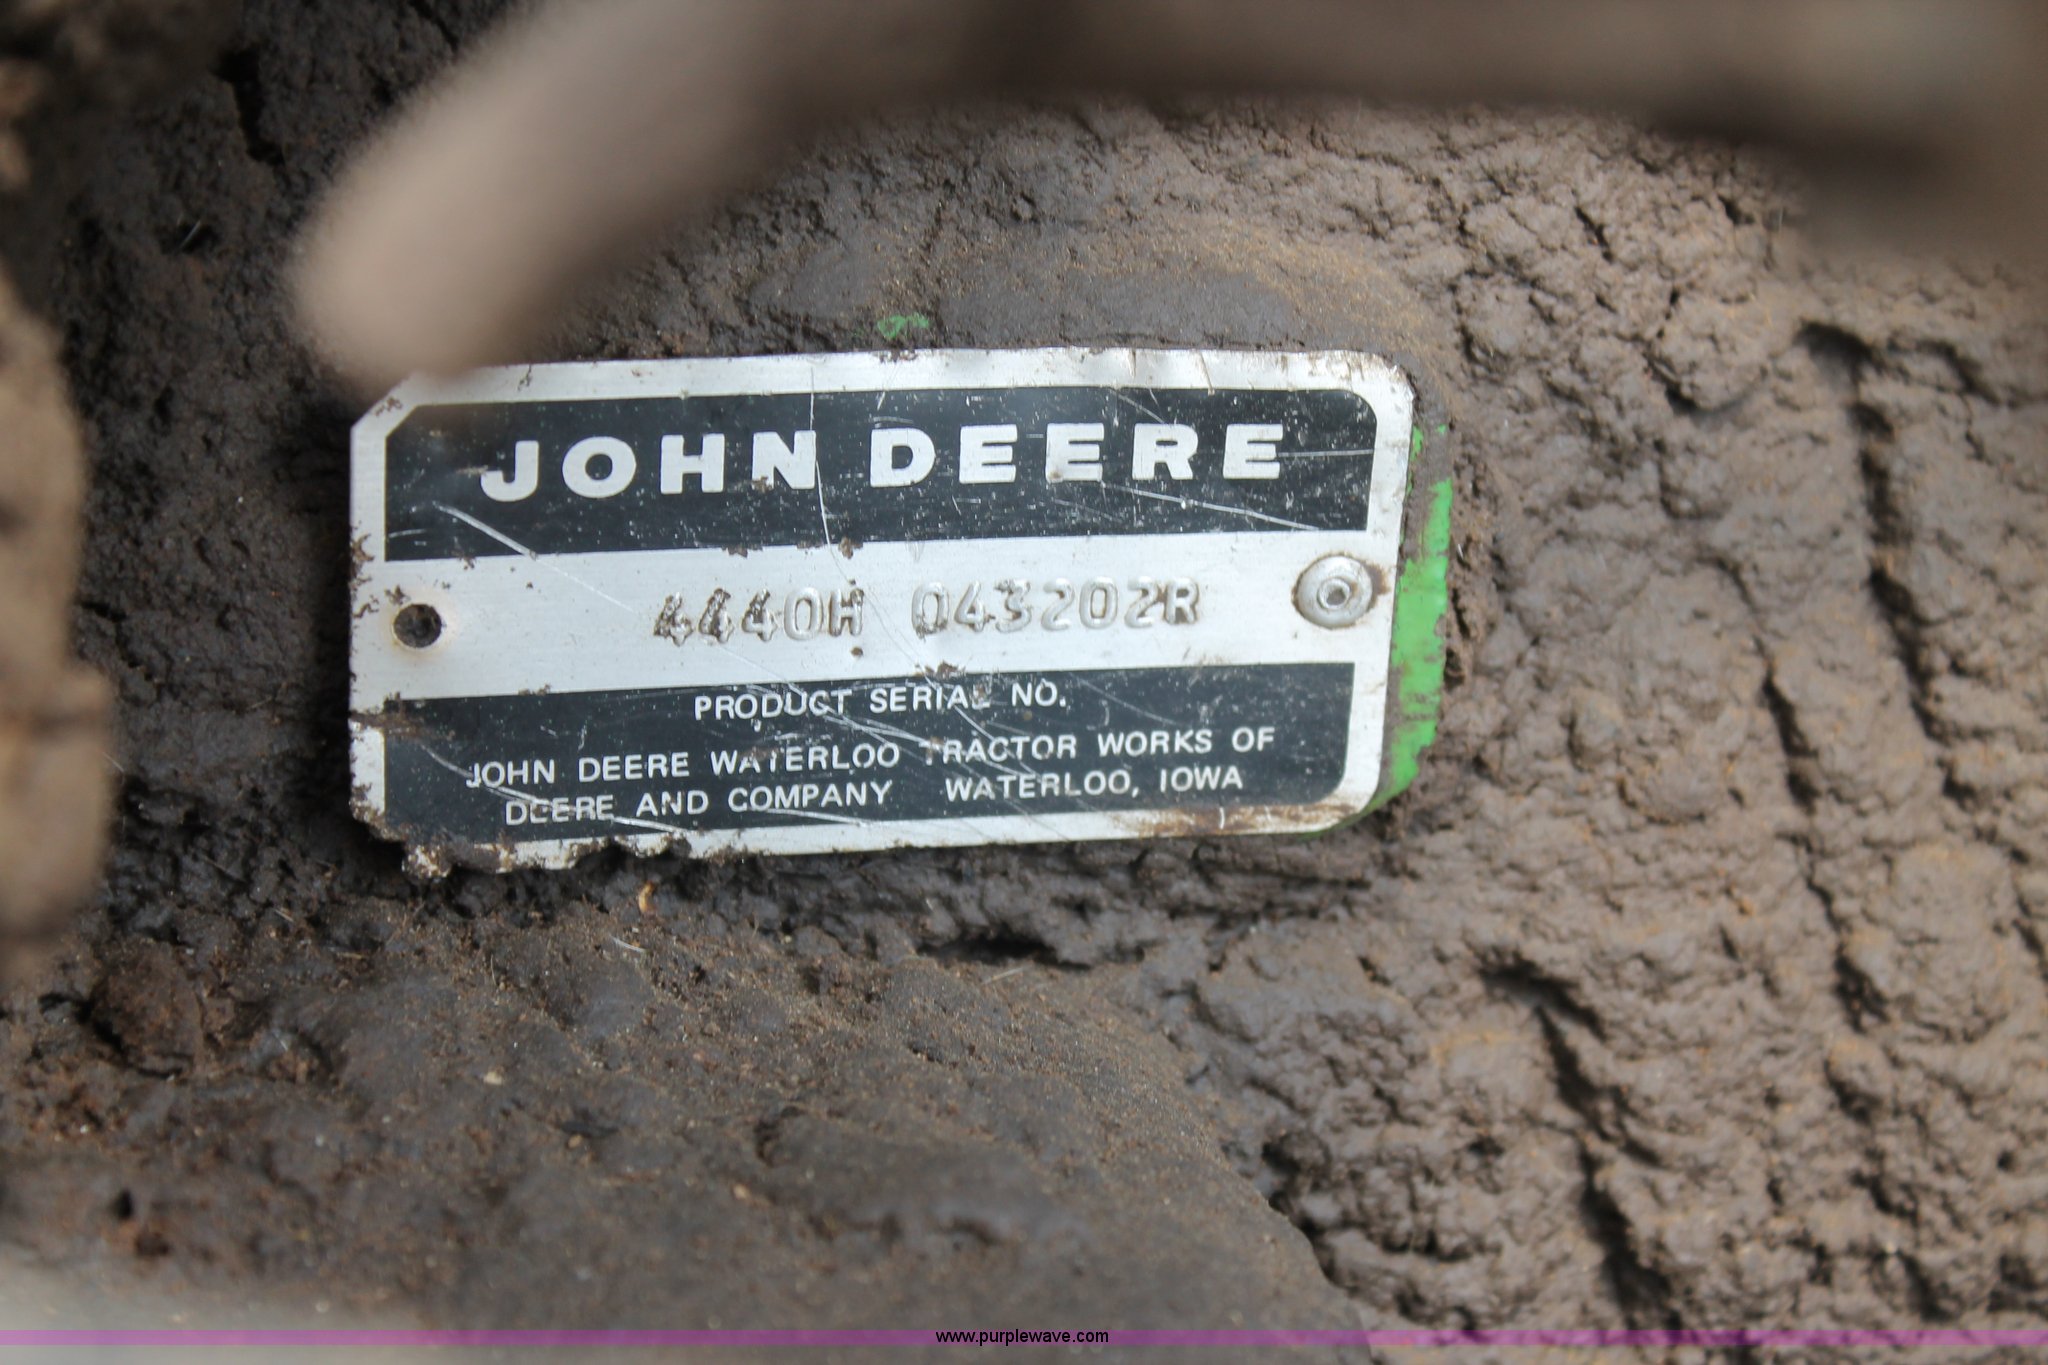 JOHN DEERE
4440H 043202R
PRODUCT SERIAL NO.
JOHN DEERE WATERLOO TRACTOR WORKS OF
DEERE AND COMPANY WATERLOO, IOWA
www.purplewave.com